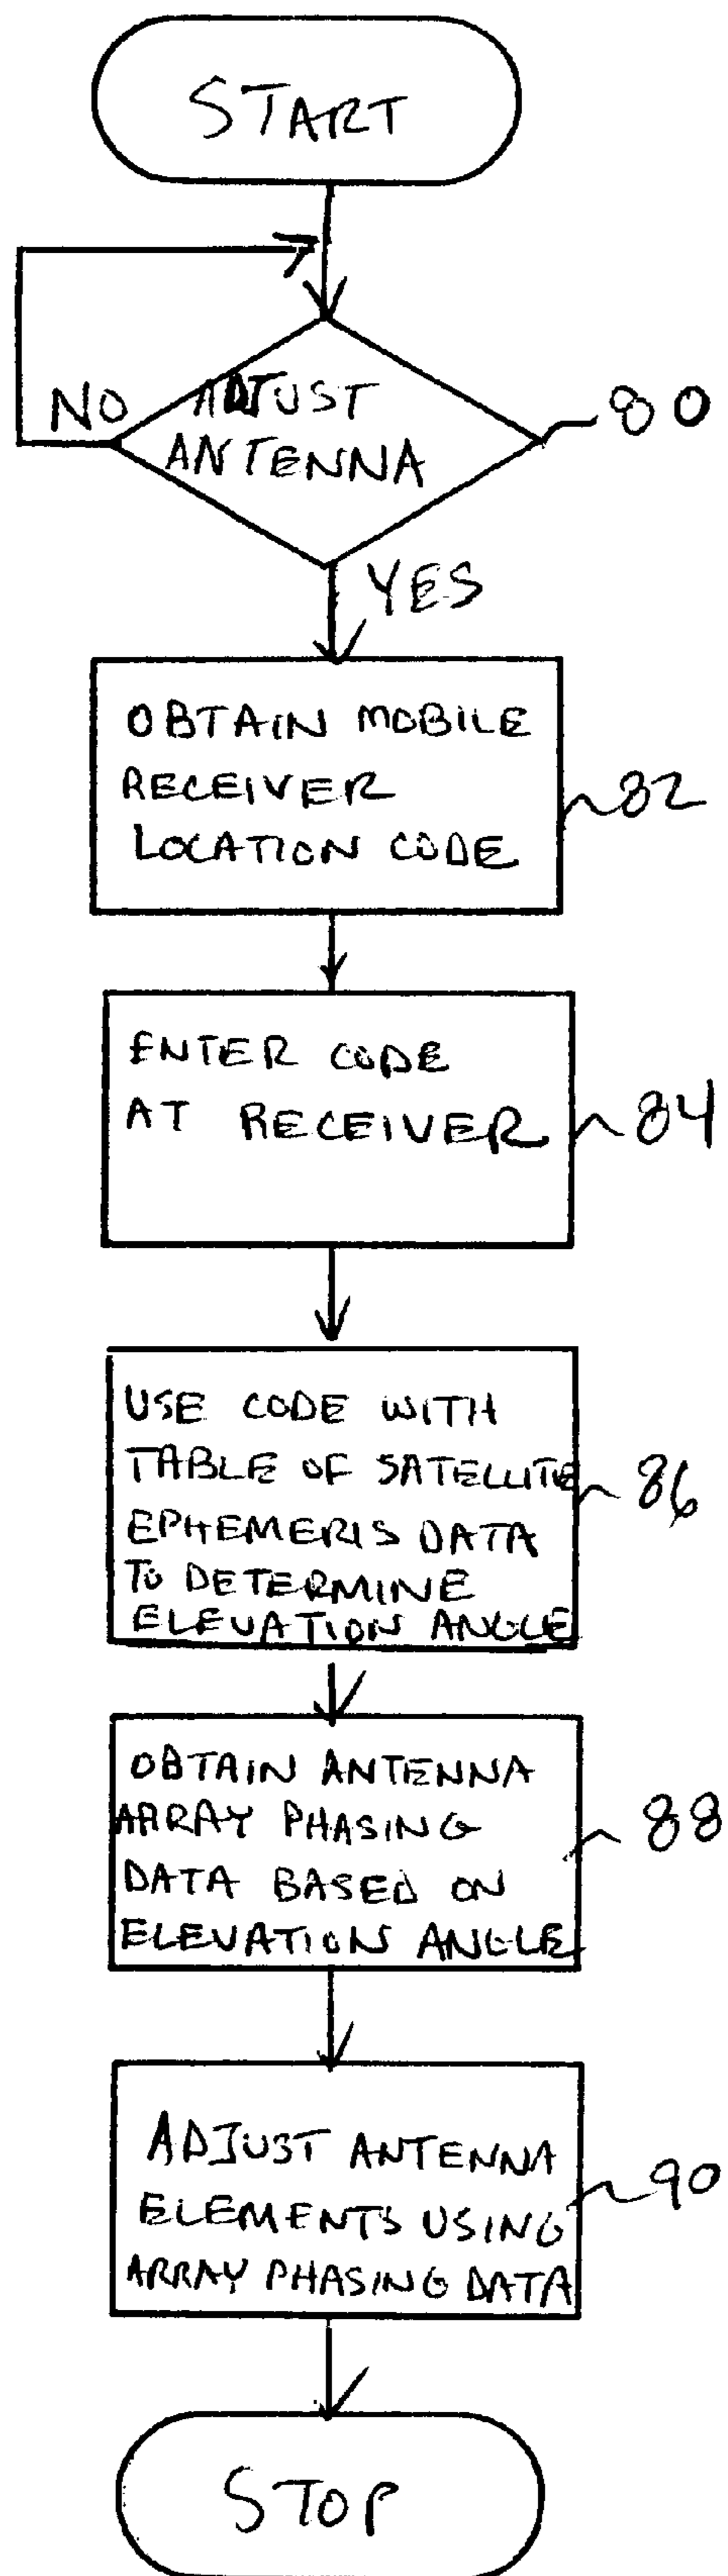 START
NO
ADJUST
ANTENNA
80
YES
OBTAIN MOBILE
RECEIVER
LOCATION CODE
82
ENTER CODE
AT RECEIVER
84
USE CODE WITH
TABLE OF SATELLITE
EPHEMERIS DATA
TO DETERMINE
ELEVATION ANGLE
86
OBTAIN ANTENNA
ARRAY PHASING
DATA BASED ON
ELEVATION ANGLE
88
ADJUST ANTENNA
ELEMENTS USING
ARRAY PHASING DATA
90
STOP